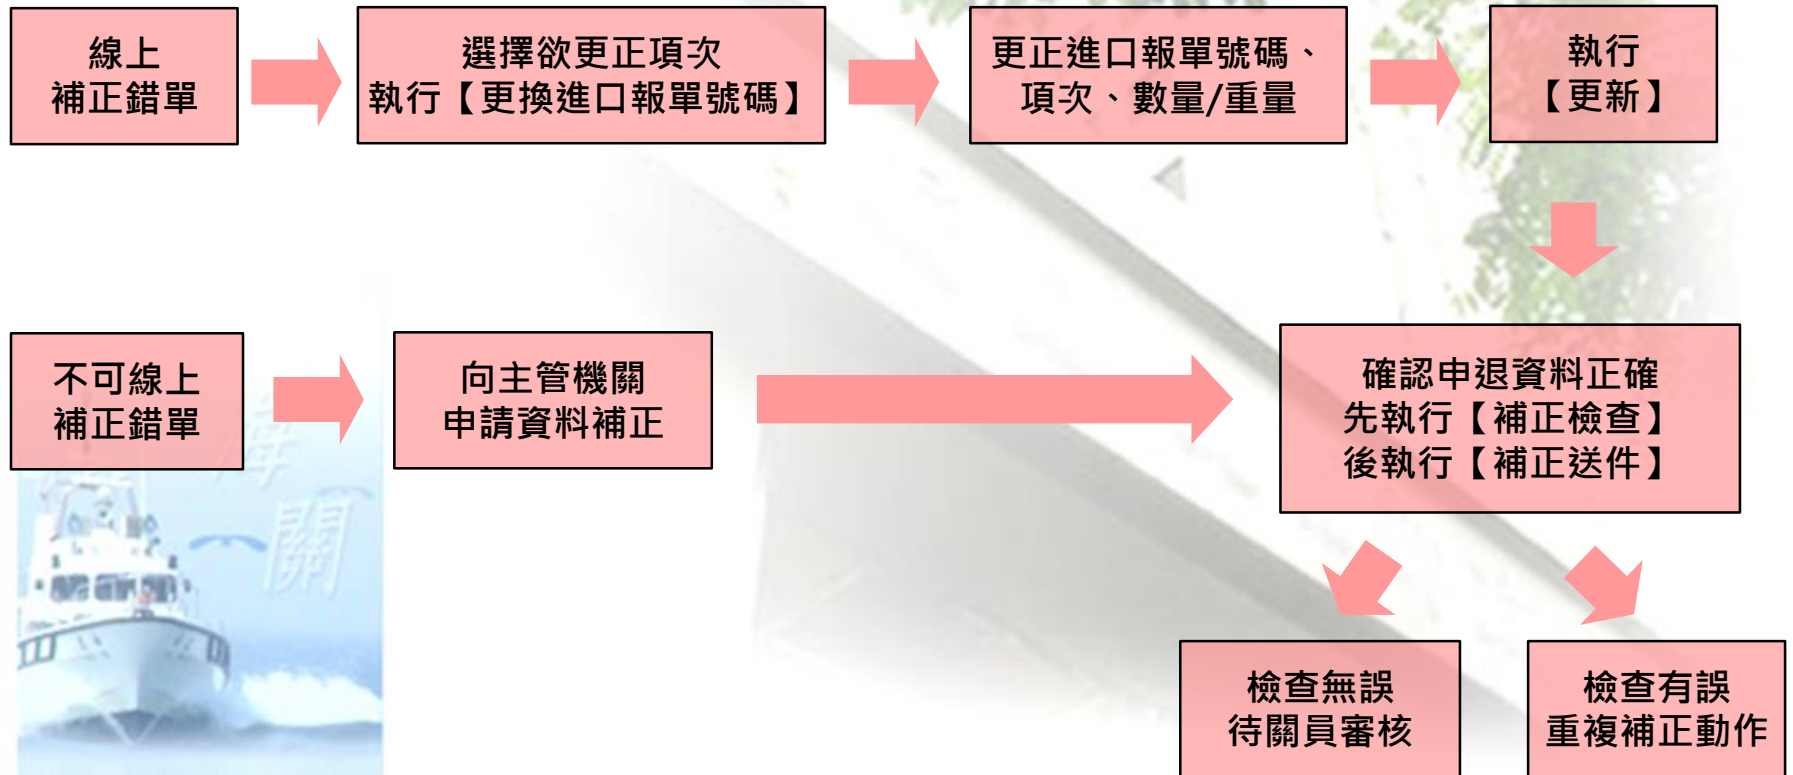 線上
補正錯單
選擇欲更正項次
執行【更換進口報單號碼】
更正進口報單號碼、
項次、數量/重量
執行
【更新】
不可線上
補正錯單
向主管機關
申請資料補正
確認申退資料正確
先執行【補正檢查】
後執行【補正送件】
檢查無誤
待關員審核
檢查有誤
重複補正動作
海
關